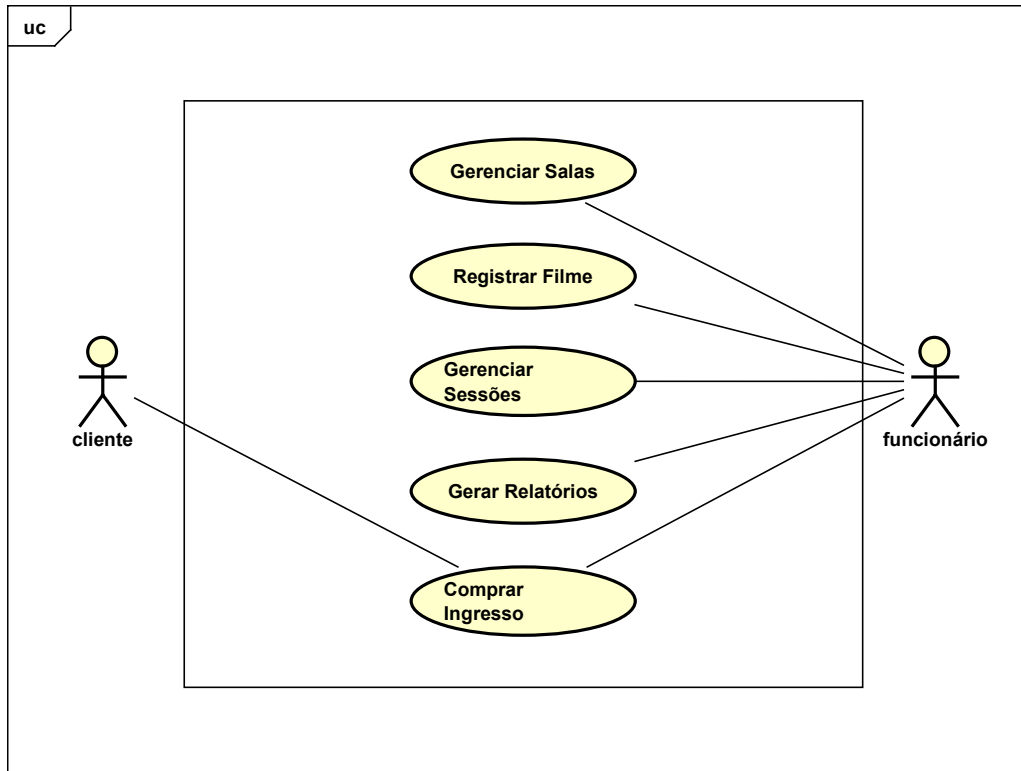 uc
Gerenciar Salas
Registrar Filme
Gerenciar
Sessões
cliente
funcionário
Gerar Relatórios
Comprar
Ingresso